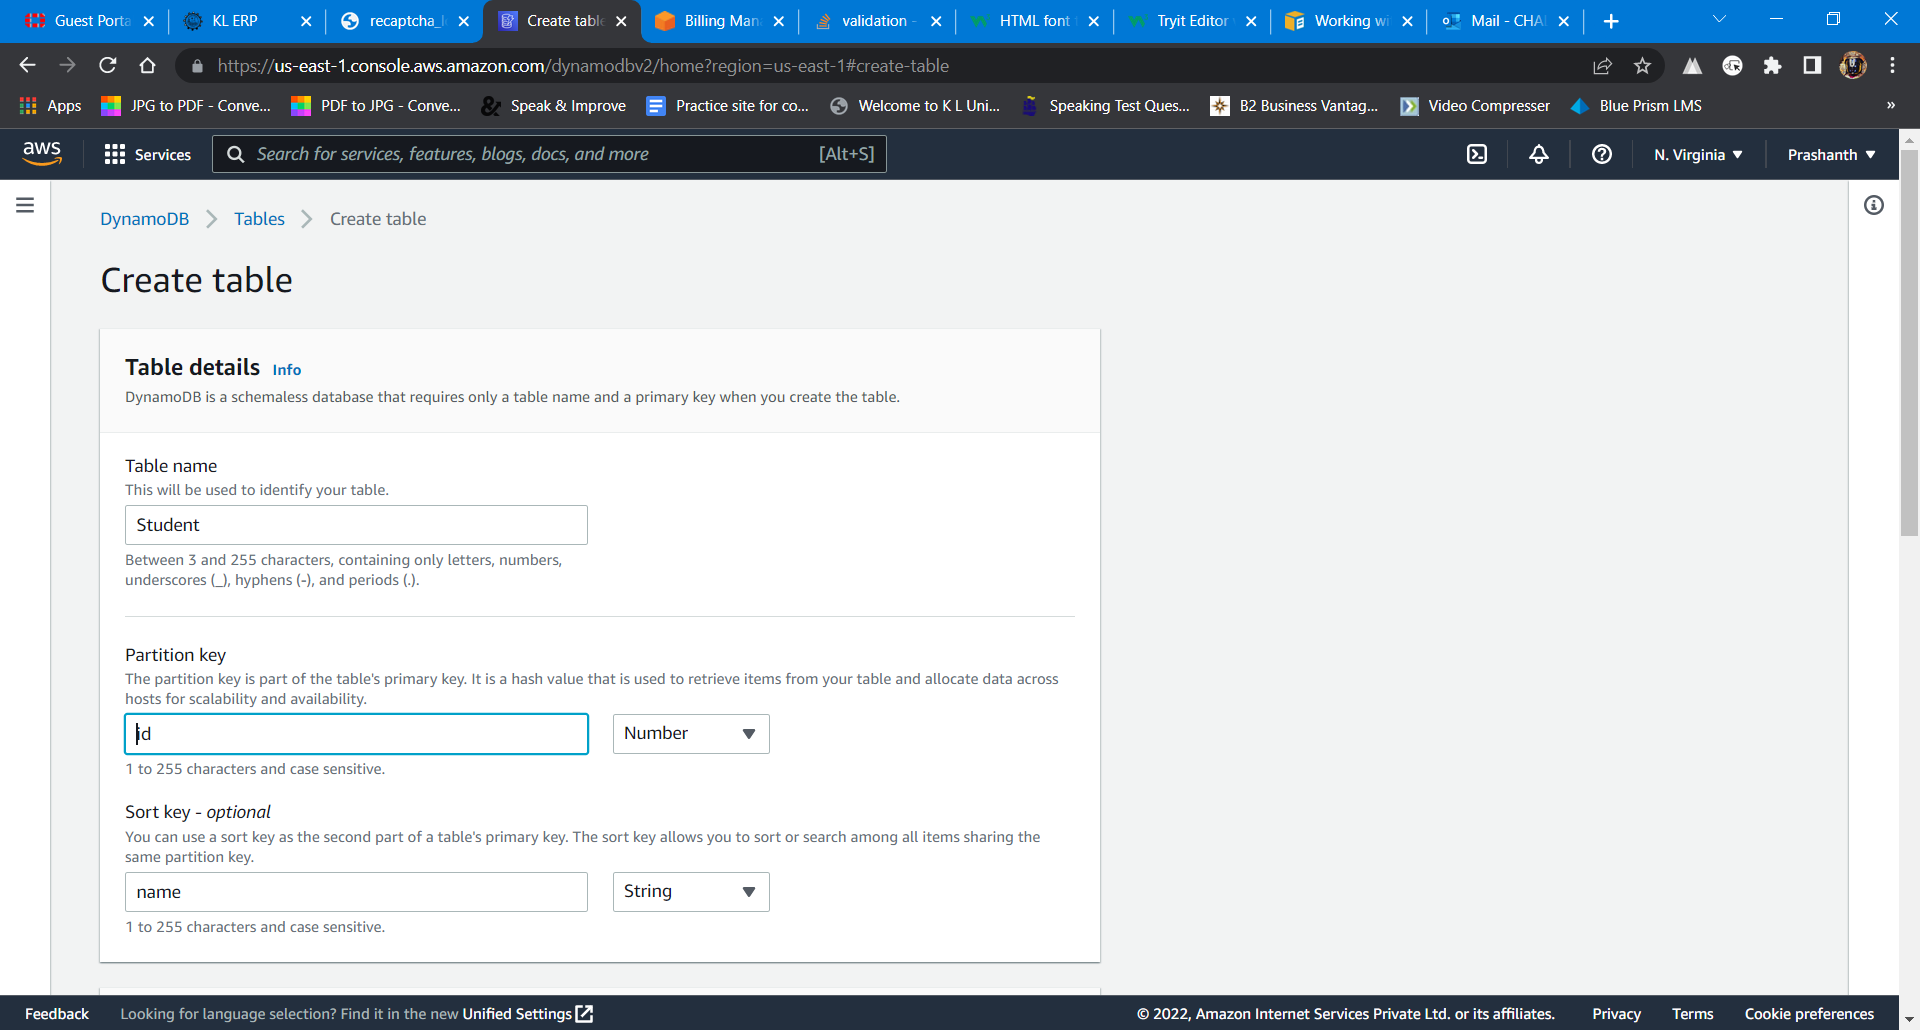 Guest Porta KL ERP recaptcha_l Create table Billing Man validation - HTML font Tryit Editor Working wi Mail - CHA
https://us-east-1.console.aws.amazon.com/dynamodbv2/home?region=us-east-1#create-table
Apps JPG to PDF - Conve... PDF to JPG - Conve... Speak & Improve Practice site for co... Welcome to K L Uni... Speaking Test Ques... B2 Business Vantag... Video Compresser Blue Prism LMS »
aws Services Search for services, features, blogs, docs, and more [Alt+S] N. Virginia Prashanth
DynamoDB Tables Create table
Create table
Table details Info
DynamoDB is a schemaless database that requires only a table name and a primary key when you create the table.
Table name
This will be used to identify your table.
Student
Between 3 and 255 characters, containing only letters, numbers,
underscores (_), hyphens (-), and periods (.).
Partition key
The partition key is part of the table's primary key. It is a hash value that is used to retrieve items from your table and allocate data across
hosts for scalability and availability.
id Number
1 to 255 characters and case sensitive.
Sort key - optional
You can use a sort key as the second part of a table's primary key. The sort key allows you to sort or search among all items sharing the
same partition key.
name String
1 to 255 characters and case sensitive.
Feedback Looking for language selection? Find it in the new Unified Settings © 2022, Amazon Internet Services Private Ltd. or its affiliates. Privacy Terms Cookie preferences